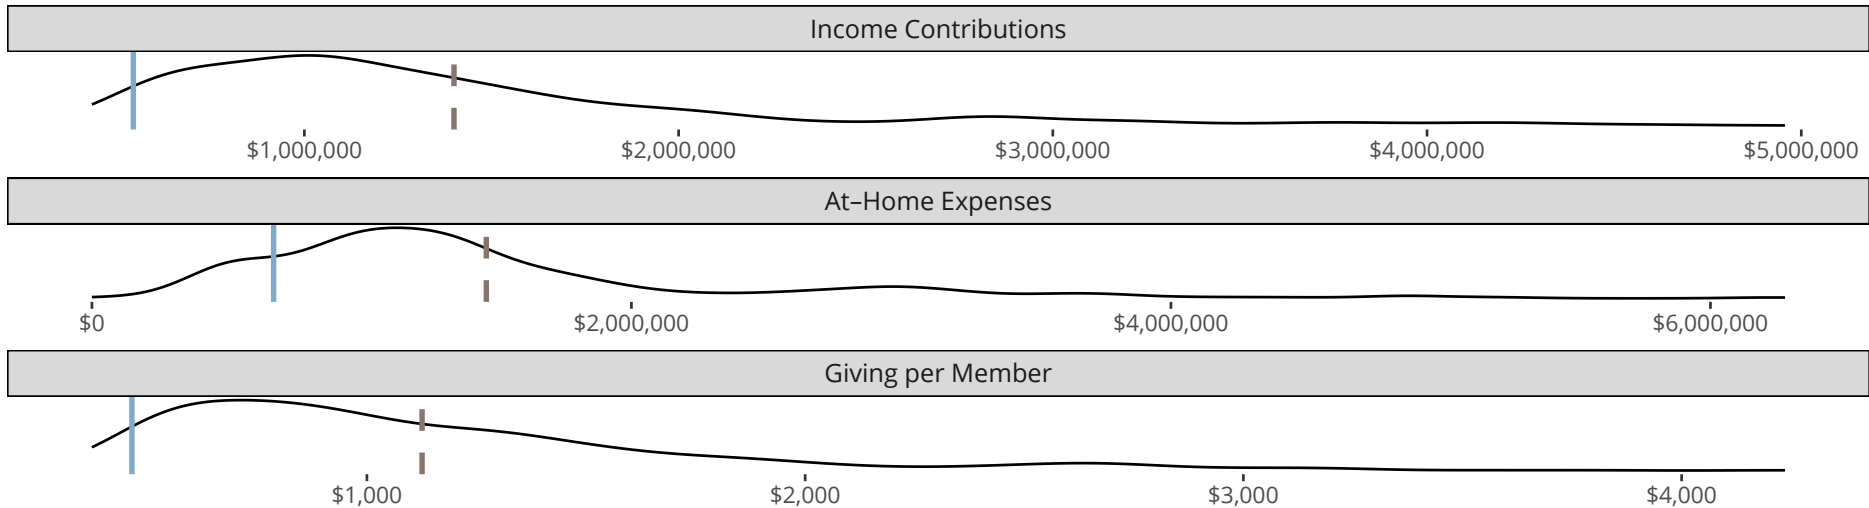 Income Contributions
$1,000,000 $2,000,000 $3,000,000 $4,000,000 $5,000,000
At–Home Expenses
$0 $2,000,000 $4,000,000 $6,000,000
Giving per Member
$1,000 $2,000 $3,000 $4,000